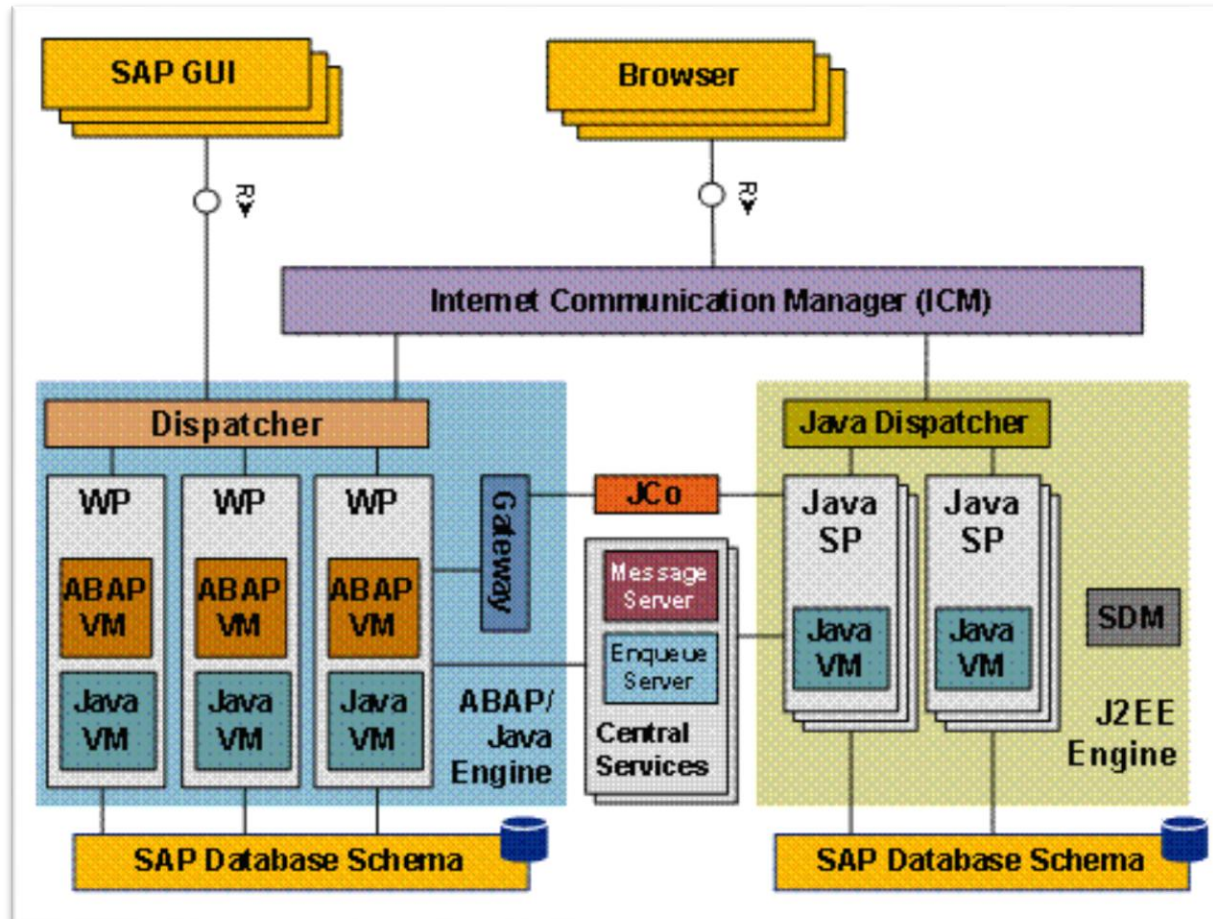 SAP GUI
Browser
R
R
Internet Communication Manager (ICM)
Dispatcher
Java Dispatcher
WP
WP
WP
Gateway
JCo
Java
SP
Java
SP
ABAP
VM
ABAP
VM
ABAP
VM
Message
Server
Enqueue
Server
Java
VM
Java
VM
SDM
Java
VM
Java
VM
Java
VM
ABAP/
Java
Engine
Central
Services
J2EE
Engine
SAP Database Schema
SAP Database Schema